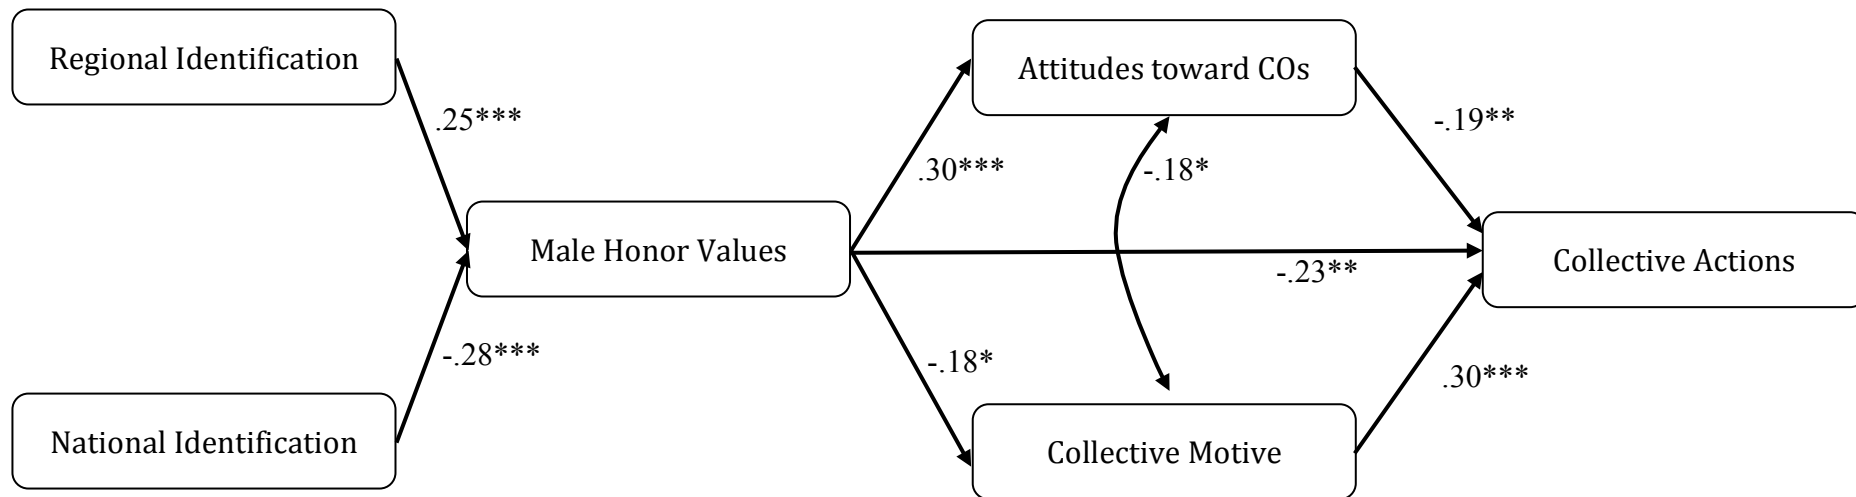 Regional Identification
Attitudes toward COs
.25***
-.19**
.30***
-.18*
Male Honor Values
Collective Actions
-.23**
-.28***
-.18*
.30***
National Identification
Collective Motive